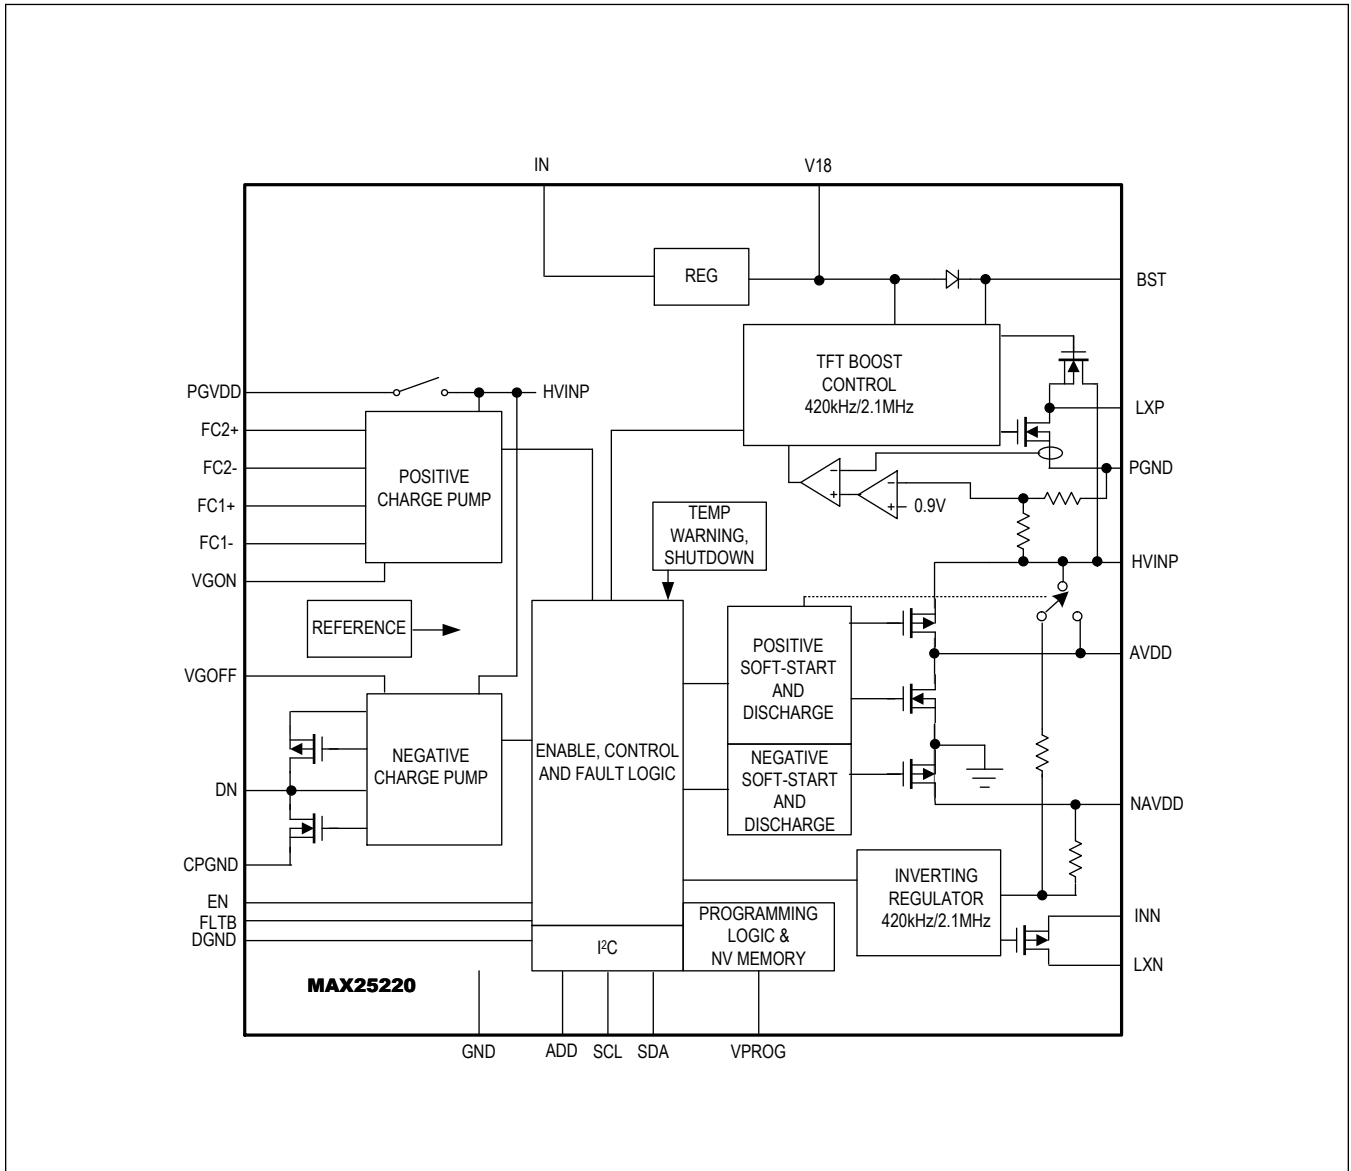 IN
V18
REG
BST
TFT BOOST
CONTROL
420kHz/2.1MHz
PGVDD
HVINP
LXP
FC2+
FC2-
FC1+
FC1-
VGON
POSITIVE
CHARGE PUMP
PGND
0.9V
TEMP
WARNING,
SHUTDOWN
HVINP
REFERENCE
POSITIVE
SOFT-START
AND
DISCHARGE
AVDD
VGOFF
NEGATIVE
CHARGE PUMP
ENABLE, CONTROL
AND FAULT LOGIC
NEGATIVE
SOFT-START
AND
DISCHARGE
DN
NAVDD
CPGND
INVERTING
REGULATOR
420kHz/2.1MHz
EN
FLTB
DGND
I²C
PROGRAMMING
LOGIC &
NV MEMORY
INN
LXN
MAX25220
GND
ADD
SCL
SDA
VPROG